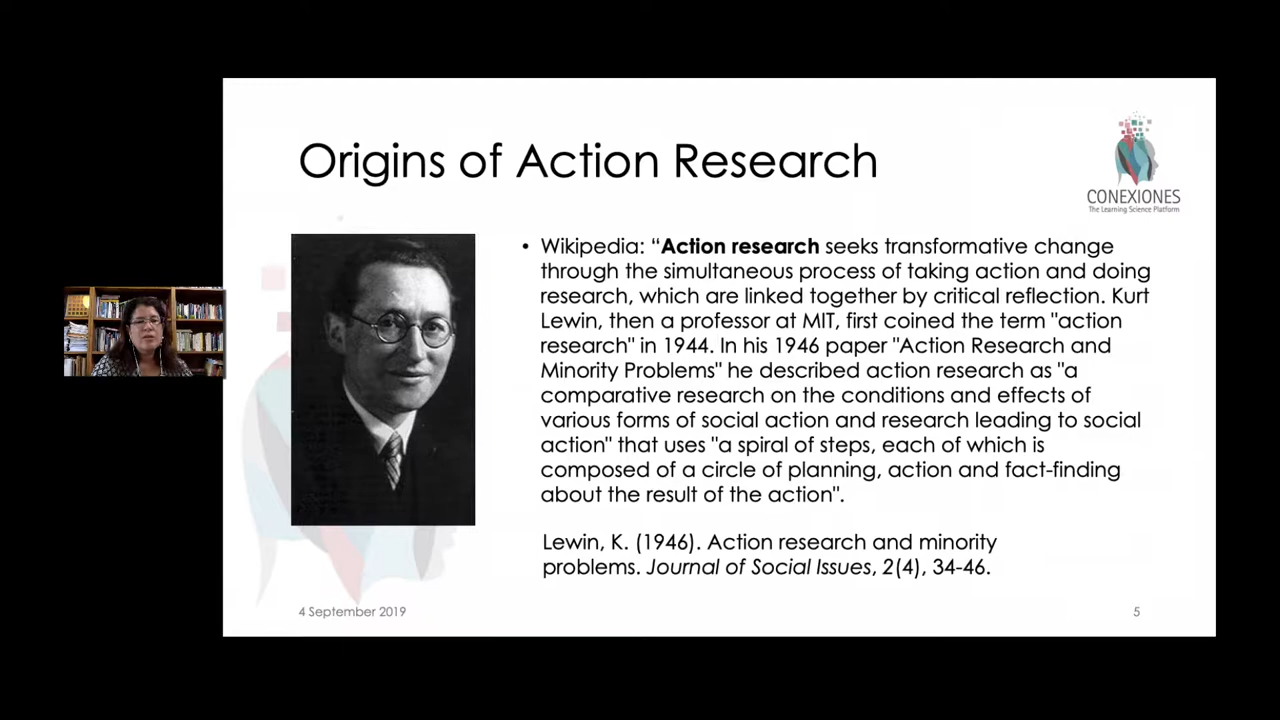 Origins of Action Research
CONEXIONES
The Learning Science Platform
• Wikipedia: “Action research seeks transformative change
through the simultaneous process of taking action and doing
research, which are linked together by critical reflection. Kurt
Lewin, then a professor at MIT, first coined the term "action
research" in 1944. In his 1946 paper "Action Research and
Minority Problems" he described action research as "a
comparative research on the conditions and effects of
various forms of social action and research leading to social
action" that uses "a spiral of steps, each of which is
composed of a circle of planning, action and fact-finding
about the result of the action".
Lewin, K. (1946). Action research and minority
problems. Journal of Social Issues, 2(4), 34-46.
4 September 2019
5